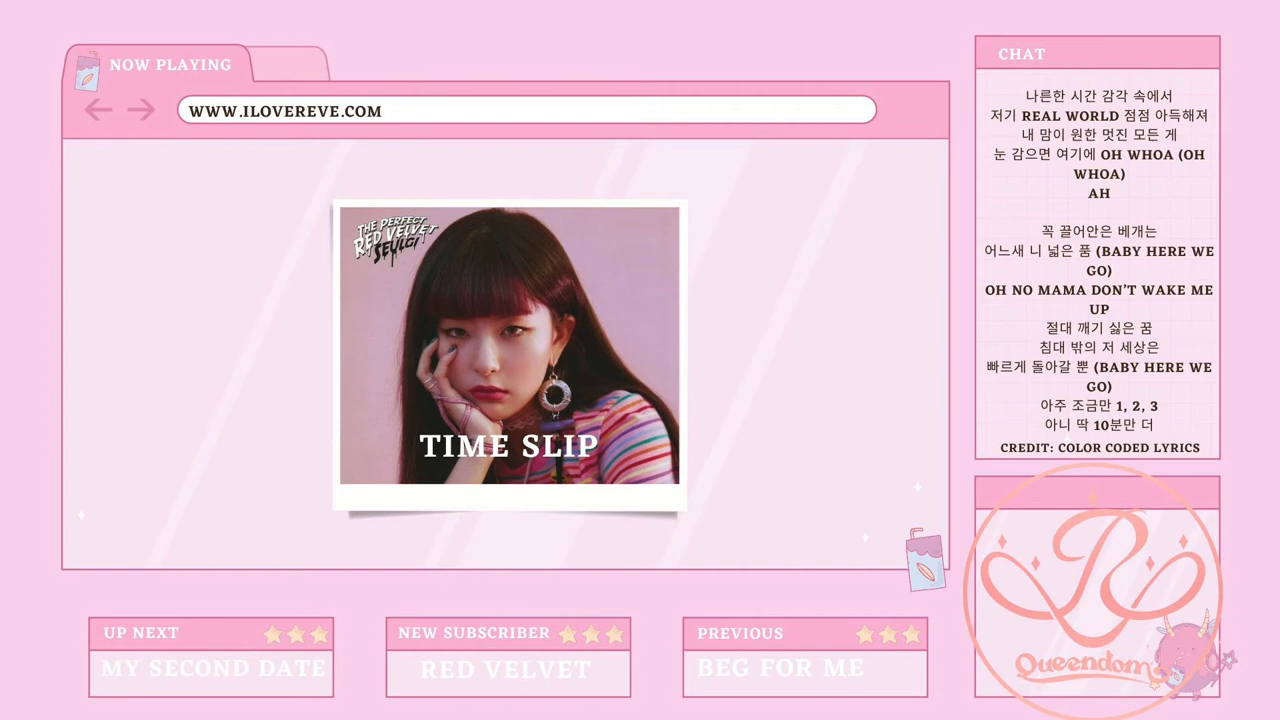 NOW PLAYING
WWW.ILOVEREVE.COM
THE PERFECT
RED VELVET
SEULGI
TIME SLIP
CHAT
나른한 시간 감각 속에서
저기 REAL WORLD 점점 아득해져
내 맘이 원한 멋진 모든 게
눈 감으면 여기에 OH WHOA (OH
WHOA)
AH
꼭 끌어안은 베개는
어느새 니 넓은 품 (BABY HERE WE
GO)
OH NO MAMA DON'T WAKE ME
UP
절대 깨기 싫은 꿈
침대 밖의 저 세상은
빠르게 돌아갈 뿐 (BABY HERE WE
GO)
아주 조금만 1, 2, 3
아니 딱 10분만 더
CREDIT: COLOR CODED LYRICS
R
Queendom
UP NEXT
MY SECOND DATE
NEW SUBSCRIBER
RED VELVET
PREVIOUS
BEG FOR ME